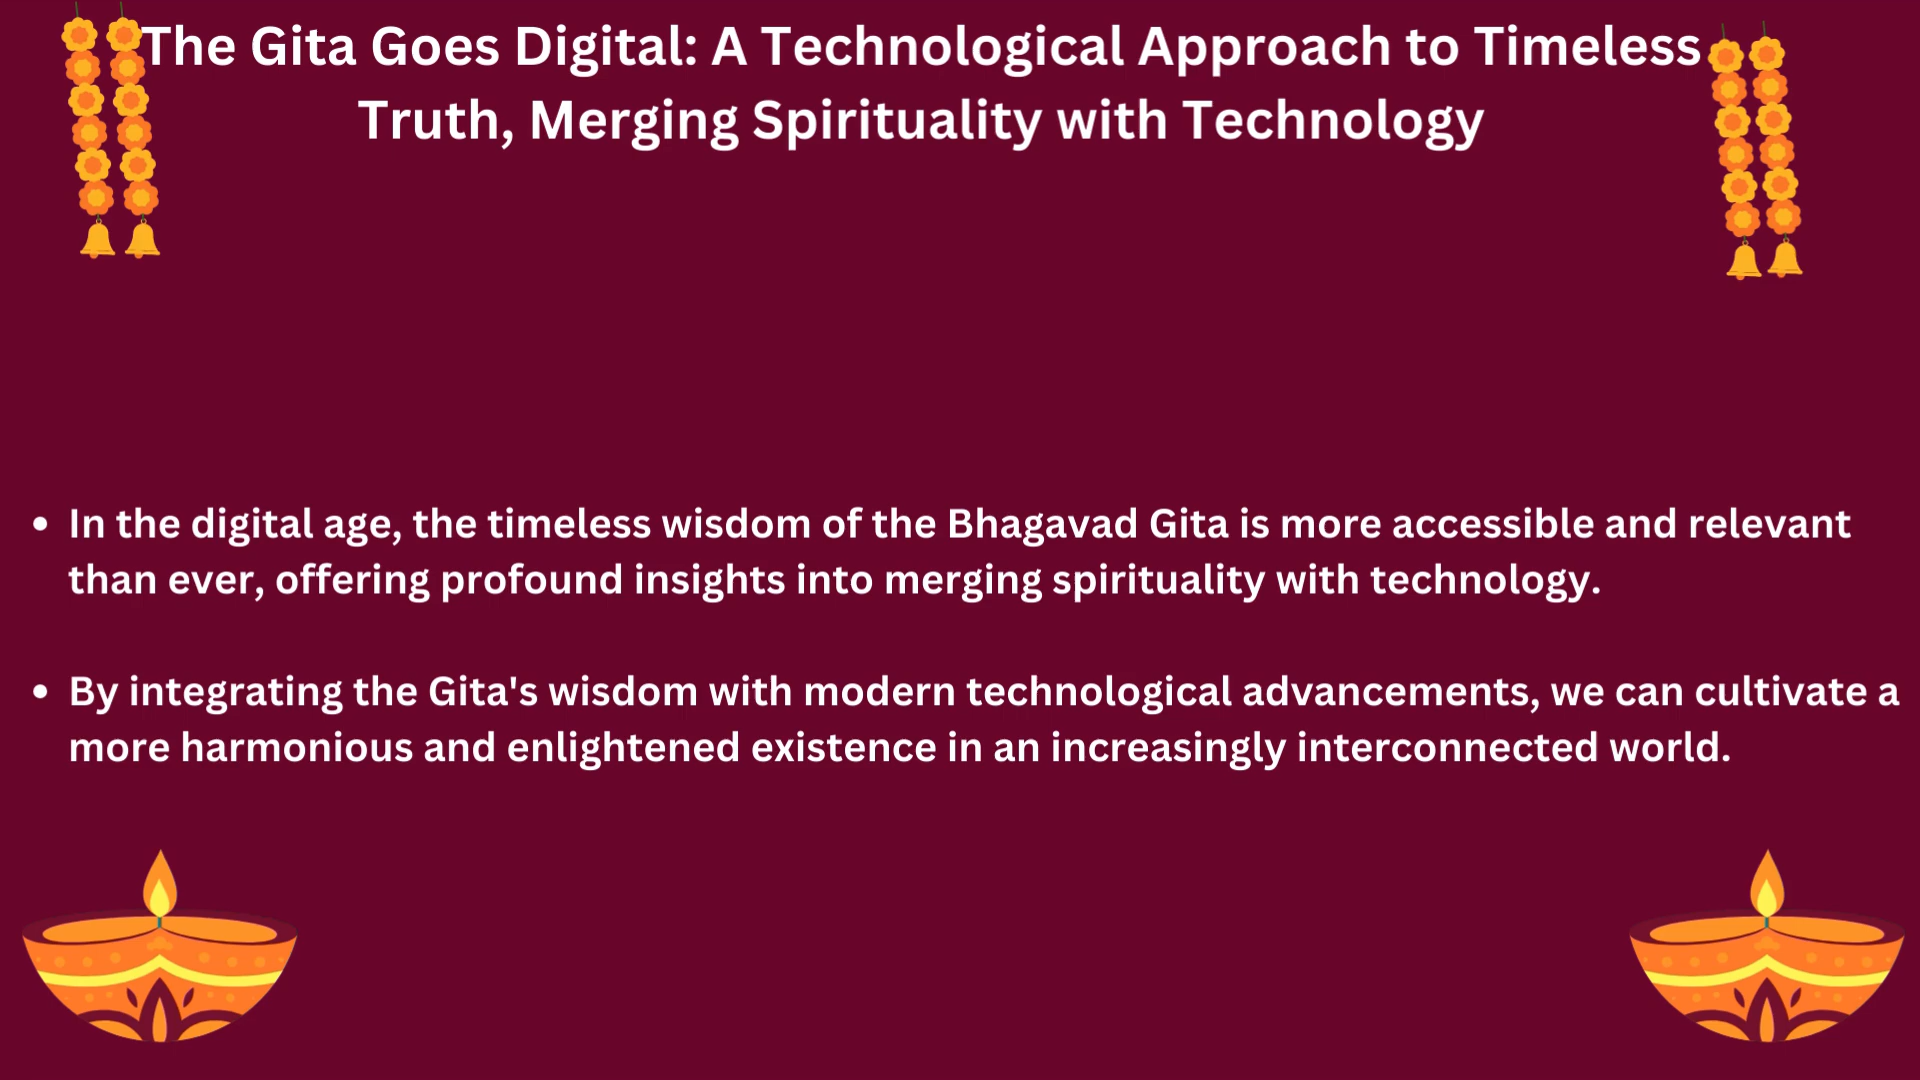 The Gita Goes Digital: A Technological Approach to Timeless
Truth, Merging Spirituality with Technology
• In the digital age, the timeless wisdom of the Bhagavad Gita is more accessible and relevant
than ever, offering profound insights into merging spirituality with technology.
• By integrating the Gita's wisdom with modern technological advancements, we can cultivate a
more harmonious and enlightened existence in an increasingly interconnected world.